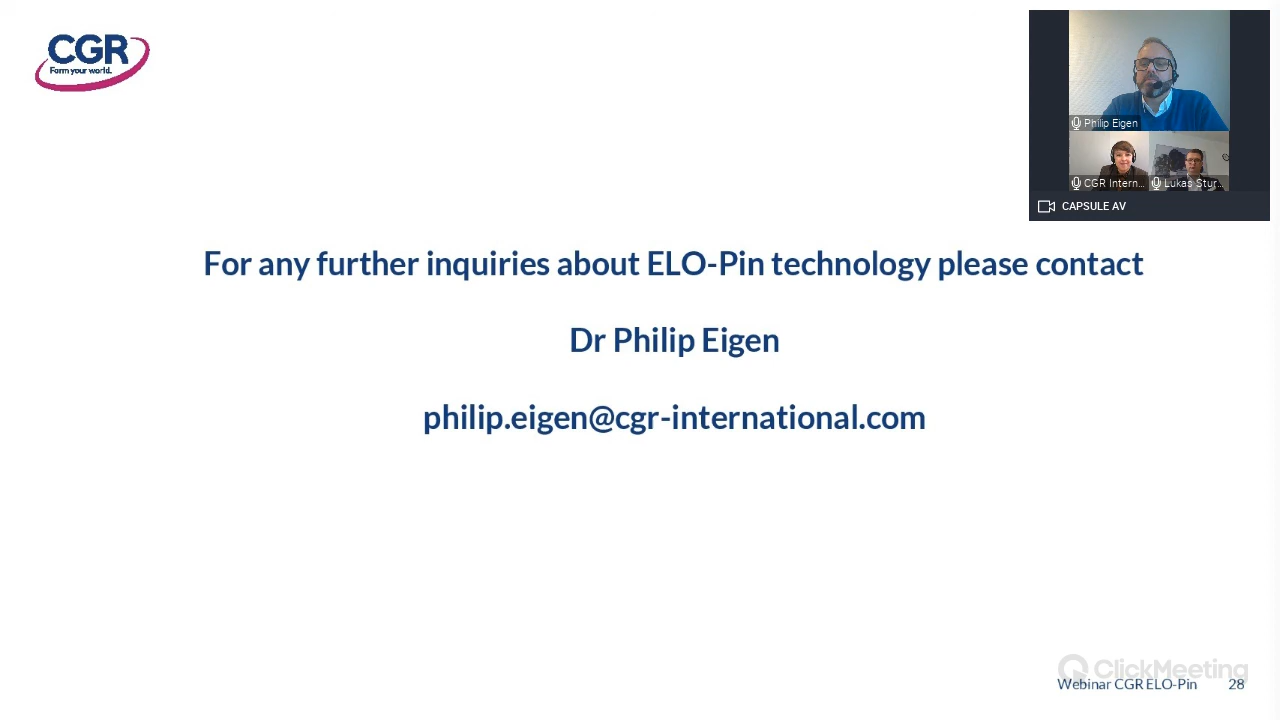 CGR
Form your world.
Philip Eigen
CGR Intern...
Lukas Stur...
CAPSULE AV
For any further inquiries about ELO-Pin technology please contact
Dr Philip Eigen
philip.eigen@cgr-international.com
ClickMeeting
Webinar CGR ELO-Pin 28